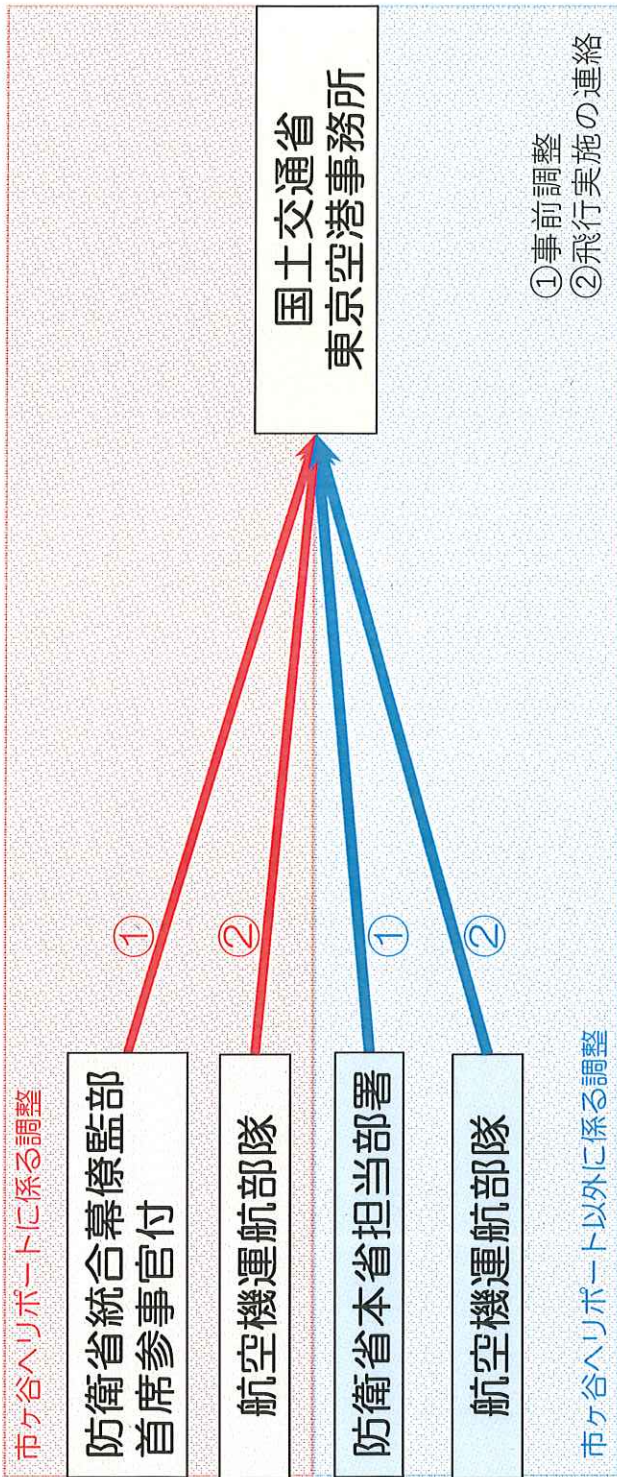 市ヶ谷ヘリポートに係る調整
防衛省統合幕僚監部
首席参事官付
航空機運航部隊
①
②
国土交通省
東京空港事務所
防衛省本省担当部署
航空機運航部隊
①
②
市ヶ谷ヘリポート以外に係る調整
①事前調整
②飛行実施の連絡